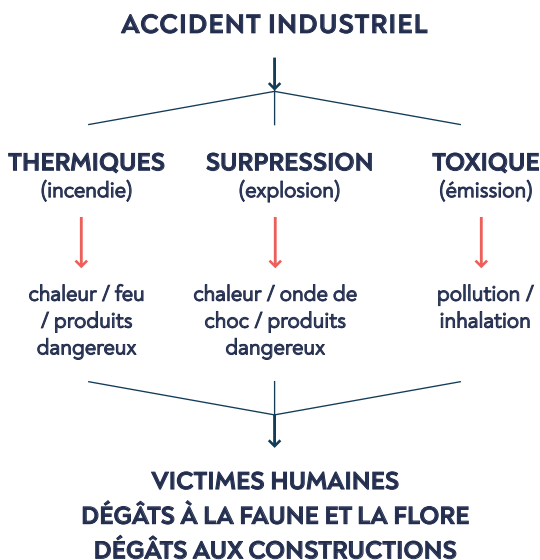 ACCIDENT INDUSTRIEL
THERMIQUES
(incendie)
SURPRESSION
(explosion)
TOXIQUE
(émission)
chaleur / feu
/ produits
dangereux
chaleur / onde de
choc / produits
dangereux
pollution /
inhalation
VICTIMES HUMAINES
DÉGÂTS À LA FAUNE ET LA FLORE
DÉGÂTS AUX CONSTRUCTIONS